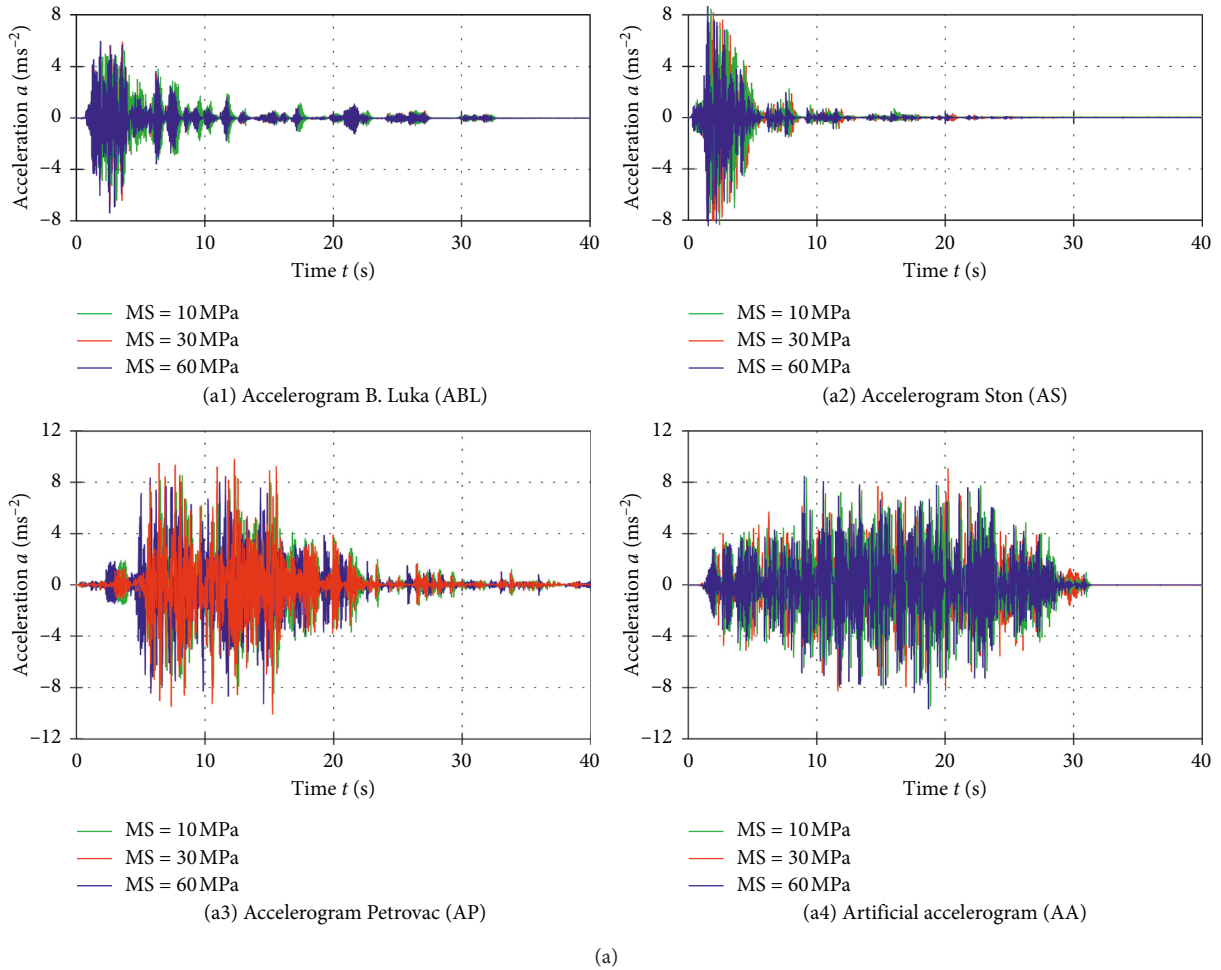 8
4
0
−4
−8
Acceleration a (ms⁻²)
0 10 20 30 40
Time t (s)
MS = 10 MPa
MS = 30 MPa
MS = 60 MPa
(a1) Accelerogram B. Luka (ABL)
8
4
0
−4
−8
Acceleration a (ms⁻²)
0 10 20 30 40
Time t (s)
MS = 10 MPa
MS = 30 MPa
MS = 60 MPa
(a2) Accelerogram Ston (AS)
12
8
4
0
−4
−8
−12
Acceleration a (ms⁻²)
0 10 20 30 40
Time t (s)
MS = 10 MPa
MS = 30 MPa
MS = 60 MPa
(a3) Accelerogram Petrovac (AP)
12
8
4
0
−4
−8
−12
Acceleration a (ms⁻²)
0 10 20 30 40
Time t (s)
MS = 10 MPa
MS = 30 MPa
MS = 60 MPa
(a4) Artificial accelerogram (AA)
(a)